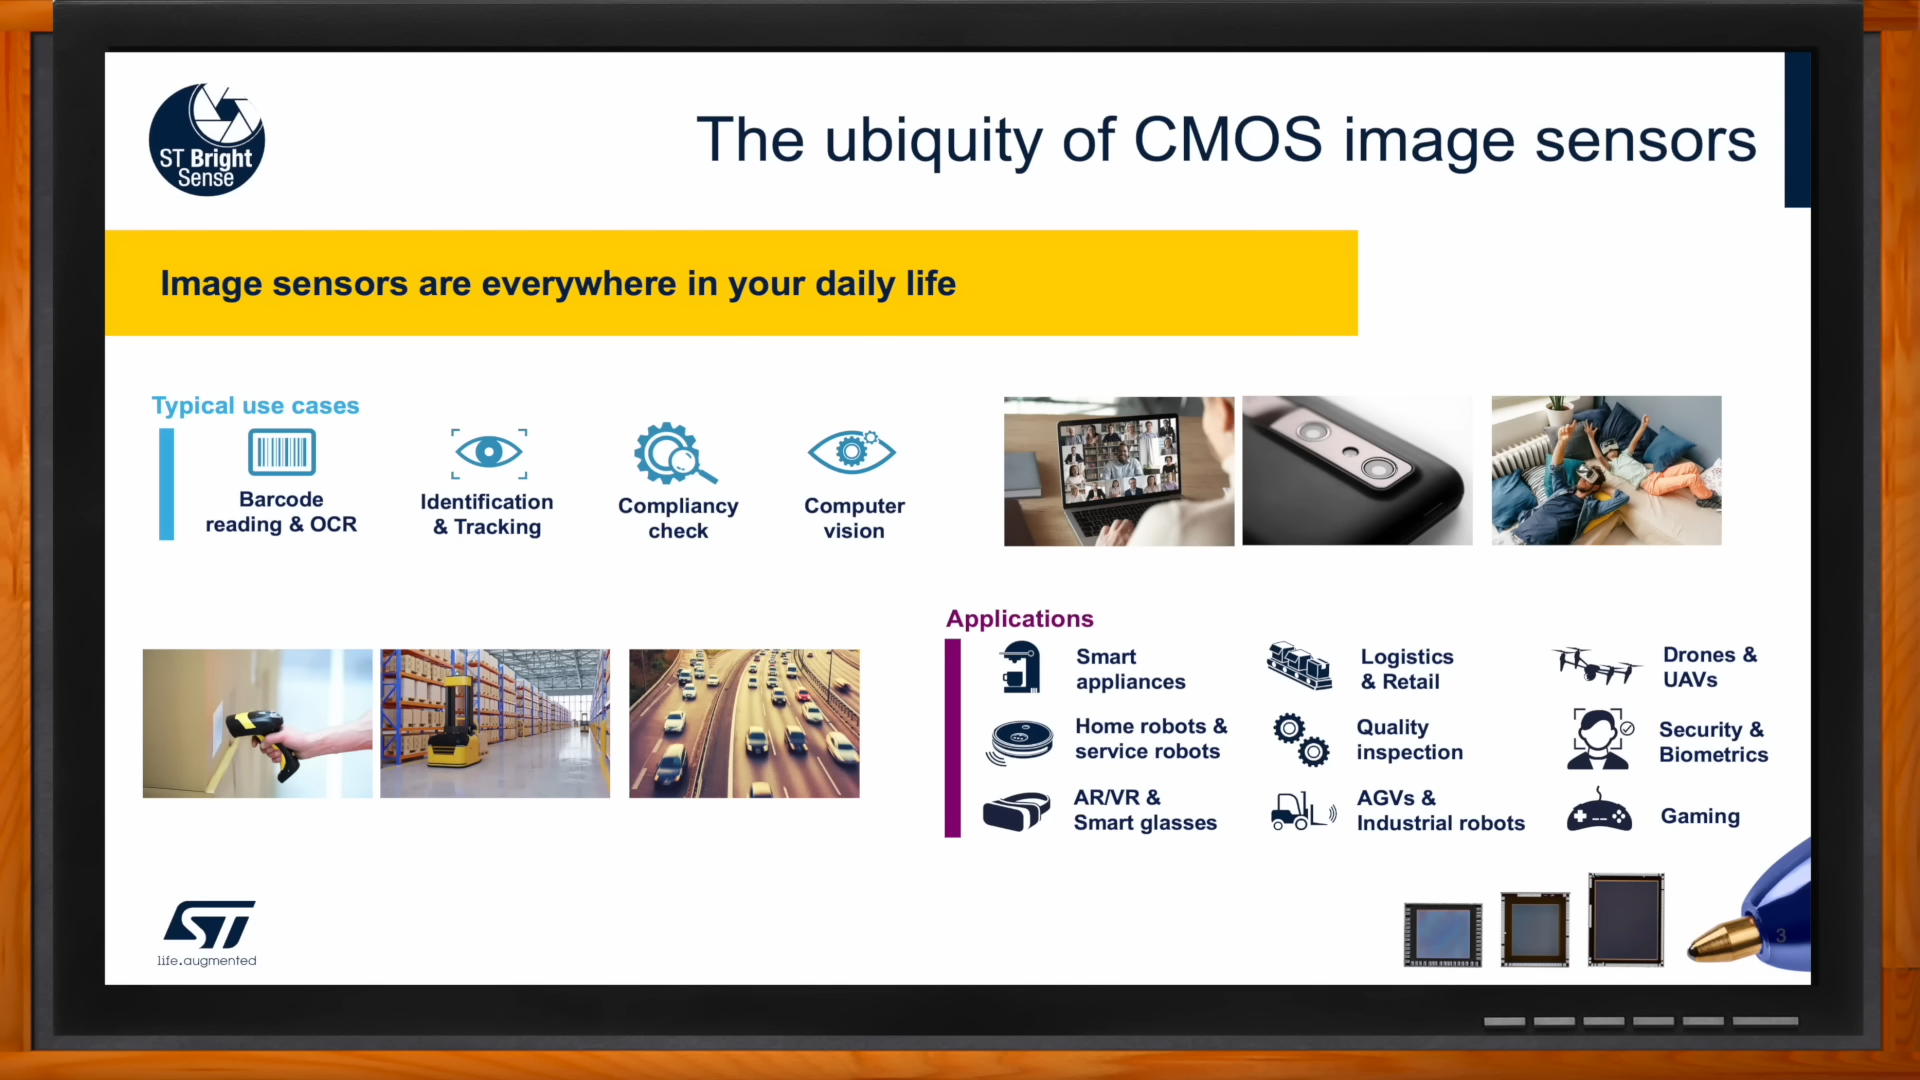 ST Bright
Sense
The ubiquity of CMOS image sensors
Image sensors are everywhere in your daily life
Typical use cases
Barcode
reading & OCR
Identification
& Tracking
Compliancy
check
Computer
vision
Applications
Smart
appliances
Logistics
& Retail
Drones &
UAVs
Home robots &
service robots
Quality
inspection
Security &
Biometrics
AR/VR &
Smart glasses
AGVs &
Industrial robots
Gaming
ST
life.augmented
3